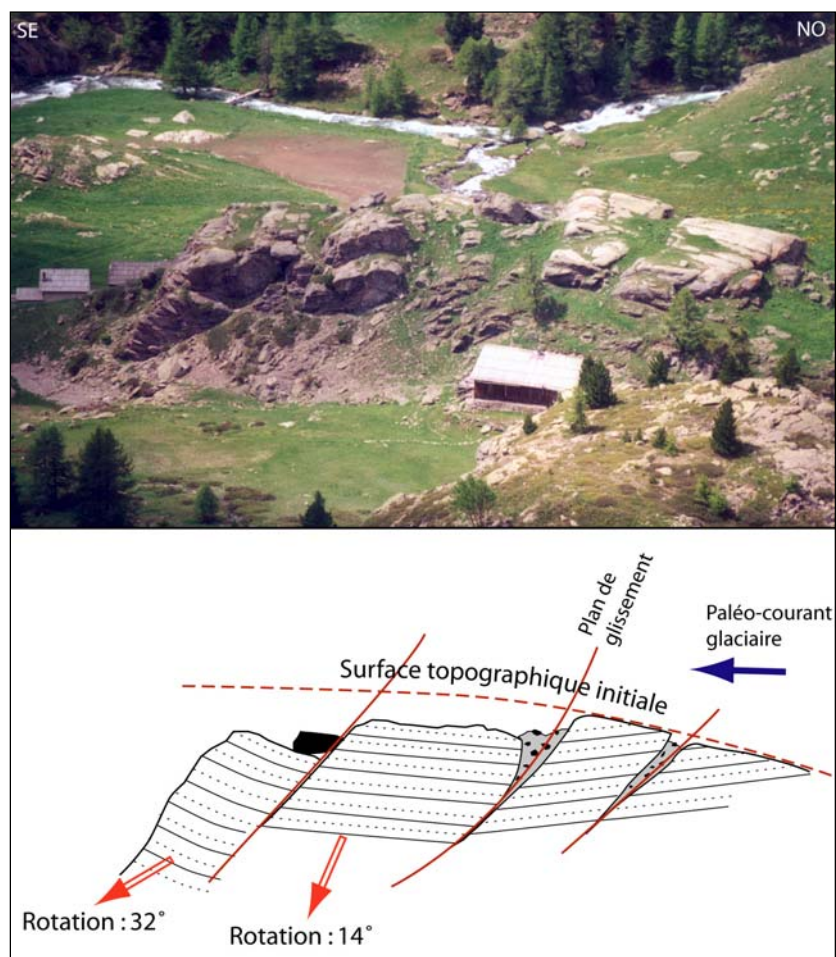 SE
NO
Plan de
glissement
Paléo-courant
glaciaire
Surface topographique initiale
Rotation : 32°
Rotation : 14°